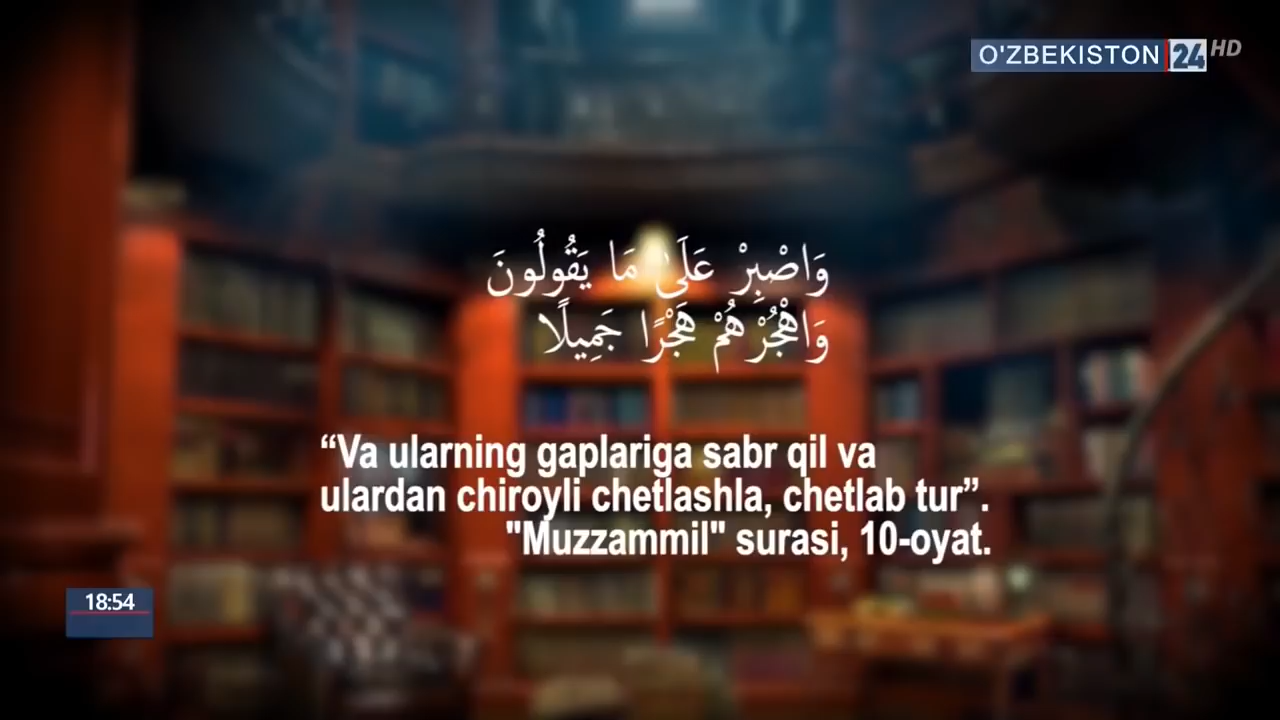 O'ZBEKISTON 24 HD
وَاصْبِرْ عَلَىٰ مَا يَقُولُونَ
وَاهْجُرْهُمْ هَجْرًا جَمِيلًا
“Va ularning gaplariga sabr qil va
ulardan chiroyli chetlashla, chetlab tur”.
"Muzzammil" surasi, 10-oyat.
18:54